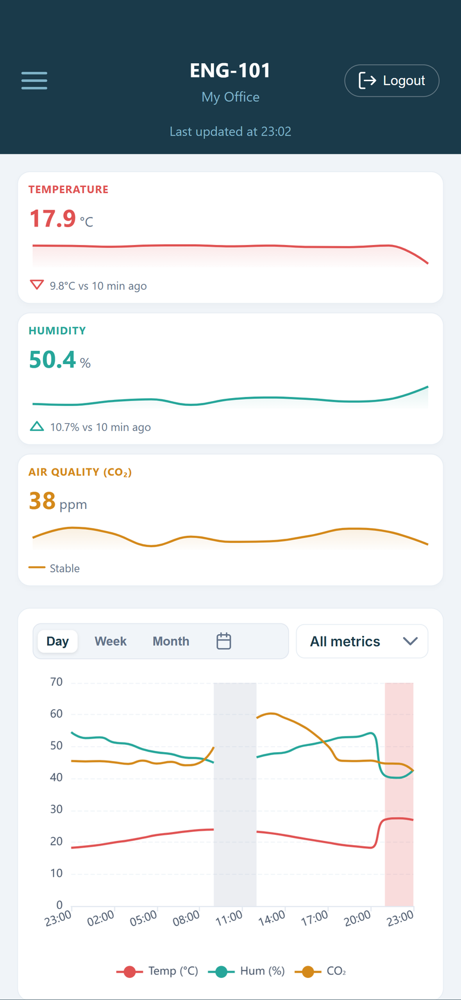 ENG-101
Logout
My Office
Last updated at 23:02
TEMPERATURE
17.9 °C
9.8°C vs 10 min ago
HUMIDITY
50.4 %
10.7% vs 10 min ago
AIR QUALITY (CO₂)
38 ppm
Stable
Day Week Month All metrics
70
60
50
40
30
20
10
0
23:00 02:00 05:00 08:00 11:00 14:00 17:00 20:00 23:00
Temp (°C) Hum (%) CO₂